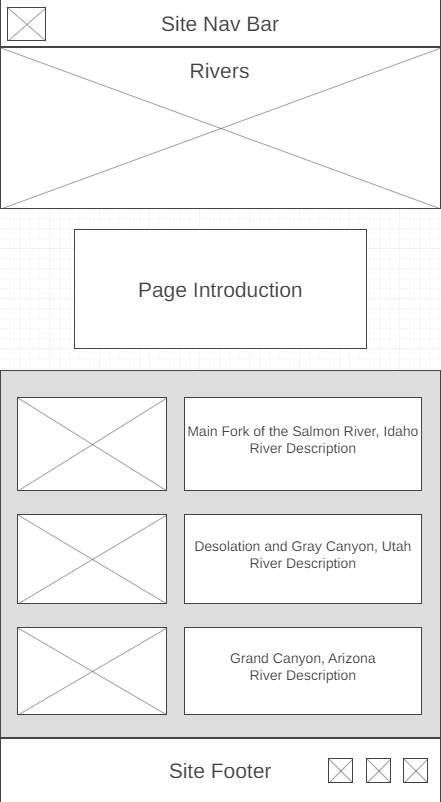 Site Nav Bar
Rivers
Page Introduction
Main Fork of the Salmon River, Idaho
River Description
Desolation and Gray Canyon, Utah
River Description
Grand Canyon, Arizona
River Description
Site Footer